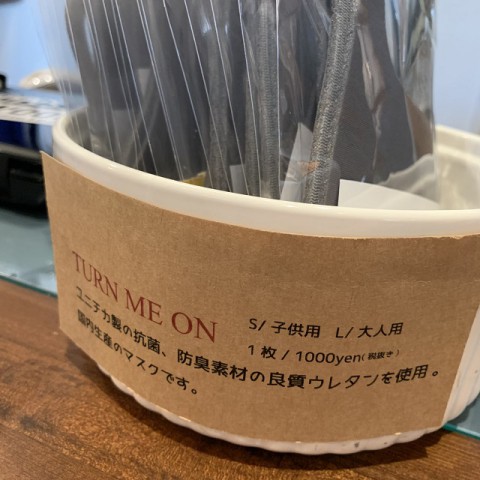 TURN ME ON
S/子供用 L/大人用
1枚/1000yen(税抜き)
ユニチカ製の抗菌、防臭素材の良質ウレタンを使用。
国内生産のマスクです。